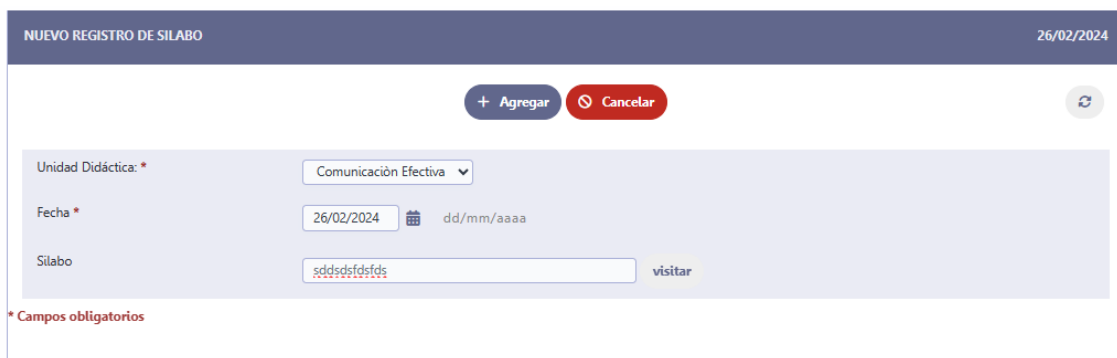 NUEVO REGISTRO DE SILABO 26/02/2024
+ Agregar Cancelar
Unidad Didáctica: * Comunicaciòn Efectiva
Fecha * 26/02/2024 dd/mm/aaaa
Silabo sddsdsfdsfds visitar
* Campos obligatorios